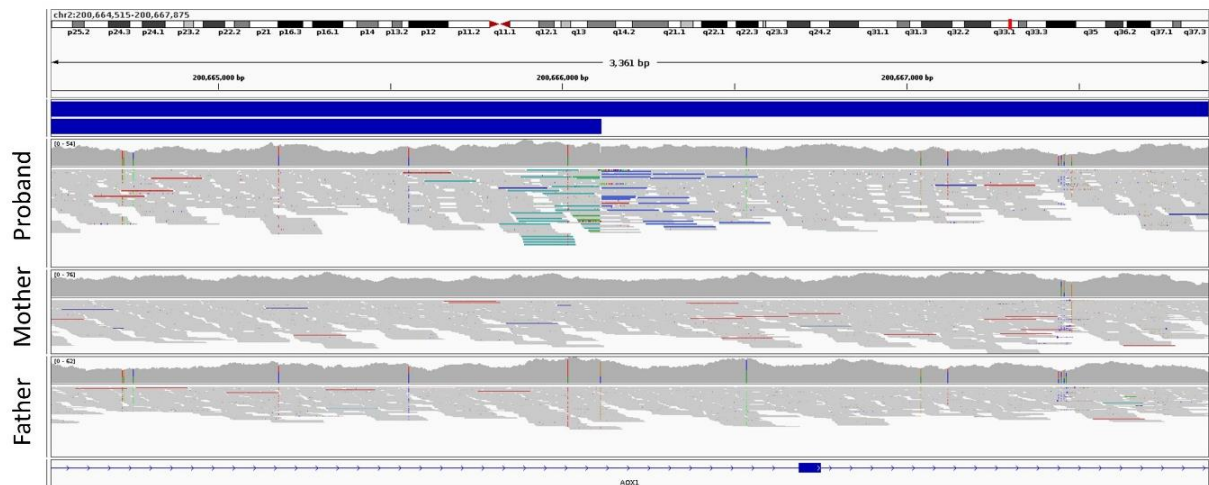 chr2:200,664,515-200,667,875
p25.2 p24.3 p24.1 p23.2 p22.2 p21 p16.3 p16.1 p14 p13.2 p12 p11.2 q11.1 q12.1 q13 q14.2 q21.1 q22.1 q22.3 q23.3 q24.2 q31.1 q31.3 q32.2 q33.1 q33.3 q35 q36.2 q37.1 q37.3
3,361 bp
200,665,000 bp 200,666,000 bp 200,667,000 bp
Proband
[0 - 54]
Mother
[0 - 76]
Father
[0 - 62]
AOX1